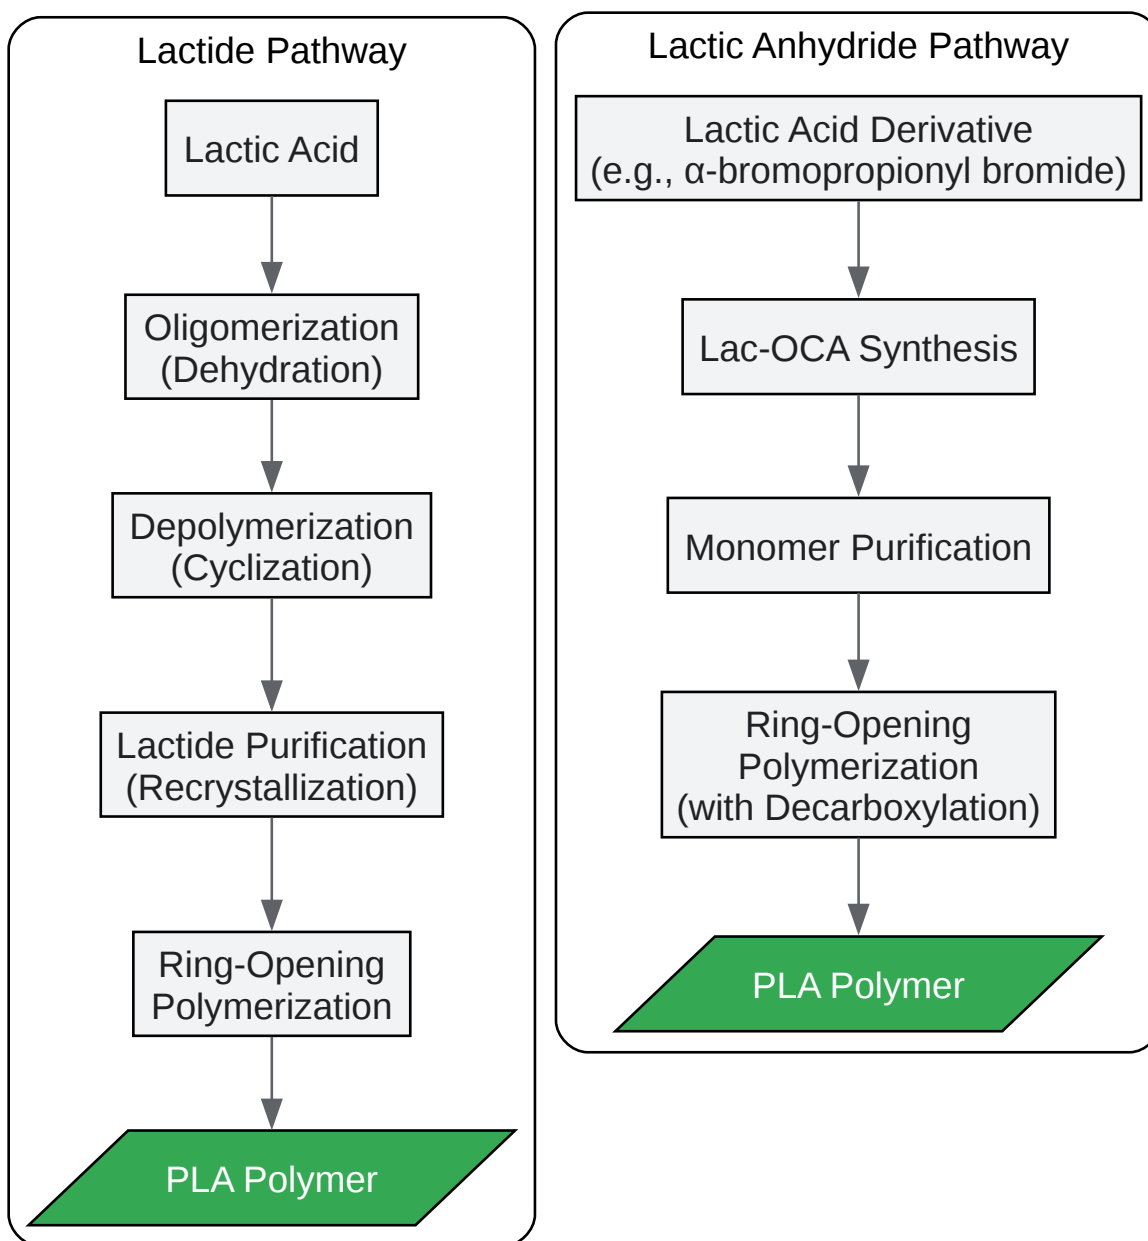 Lactide Pathway
Lactic Acid
Oligomerization
(Dehydration)
Depolymerization
(Cyclization)
Lactide Purification
(Recrystallization)
Ring-Opening
Polymerization
PLA Polymer
Lactic Anhydride Pathway
Lactic Acid Derivative
(e.g., α-bromopropionyl bromide)
Lac-OCA Synthesis
Monomer Purification
Ring-Opening
Polymerization
(with Decarboxylation)
PLA Polymer